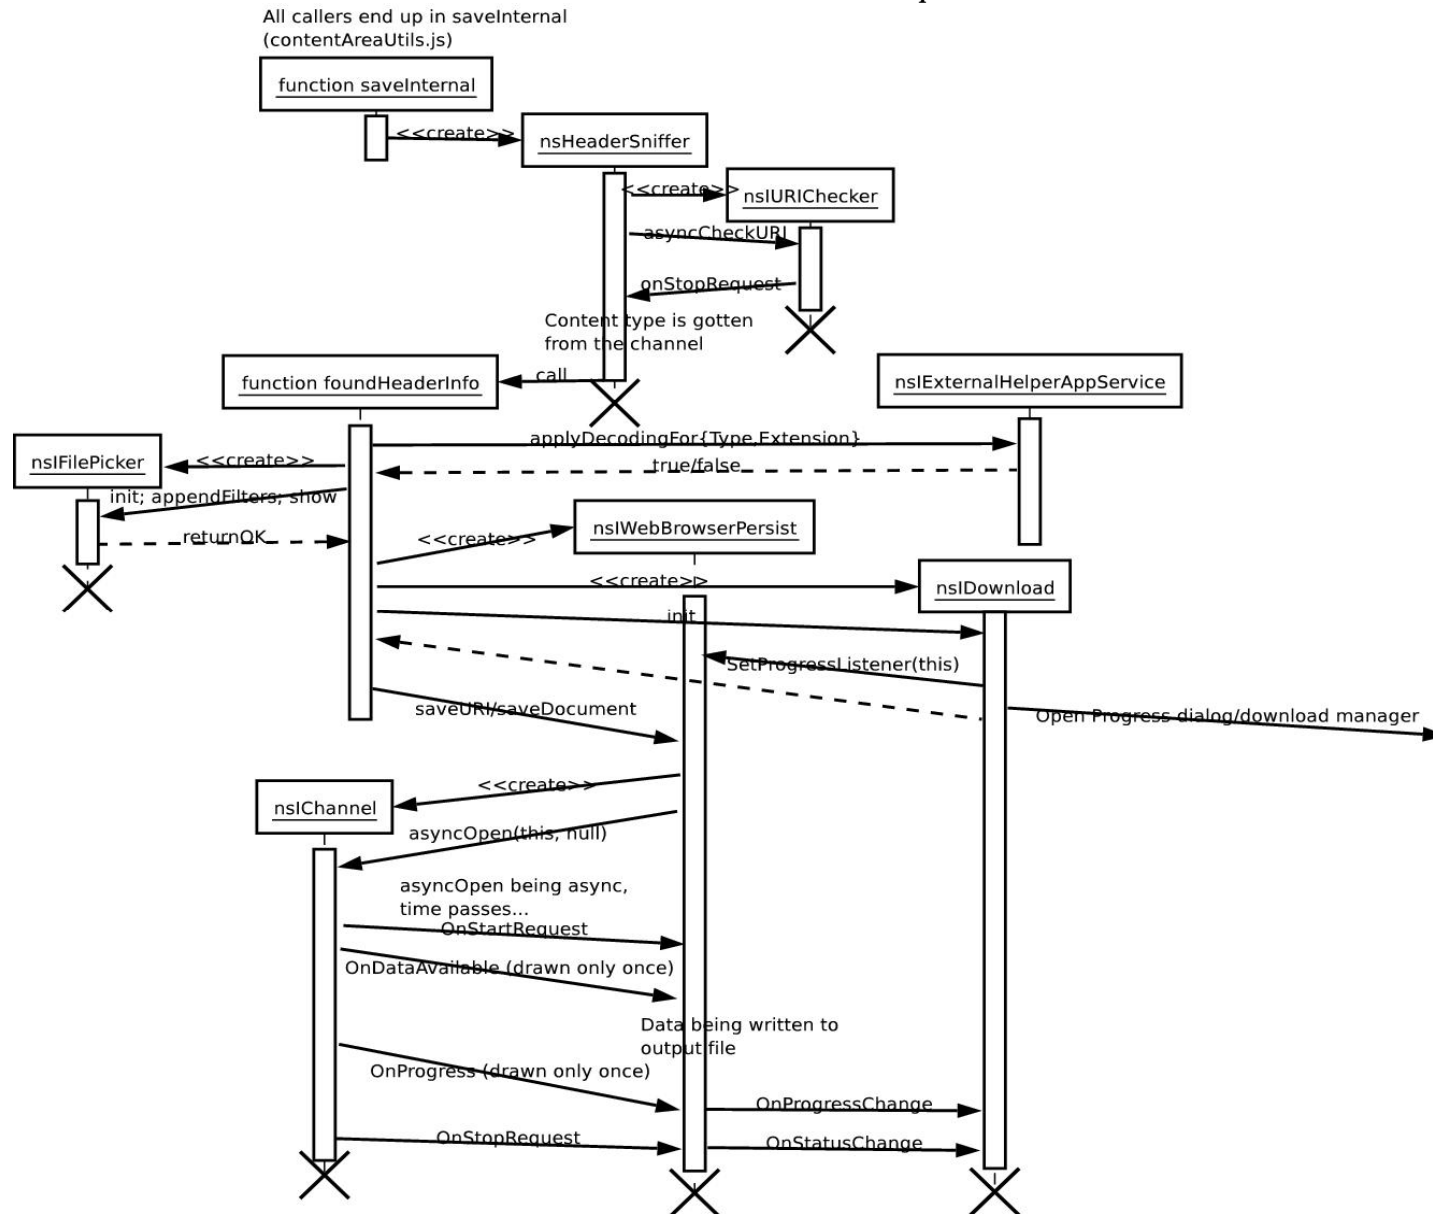 All callers end up in saveInternal
(contentAreaUtils.js)
function saveInternal
<<create>>
nsHeaderSniffer
<<create>>
nsIURIChecker
asyncCheckURI
onStopRequest
Content type is gotten
from the channel
call
function foundHeaderInfo
nsIExternalHelperAppService
applyDecodingFor{Type,Extension}
nsIFilePicker
<<create>>
true/false
init; appendFilters; show
returnOK
<<create>>
nsIWebBrowserPersist
<<create>>
nsIDownload
init
SetProgressListener(this)
saveURI/saveDocument
Open Progress dialog/download manager
<<create>>
nsIChannel
asyncOpen(this, null)
asyncOpen being async,
time passes...
OnStartRequest
OnDataAvailable (drawn only once)
Data being written to
output file
OnProgress (drawn only once)
OnProgressChange
OnStopRequest
OnStatusChange